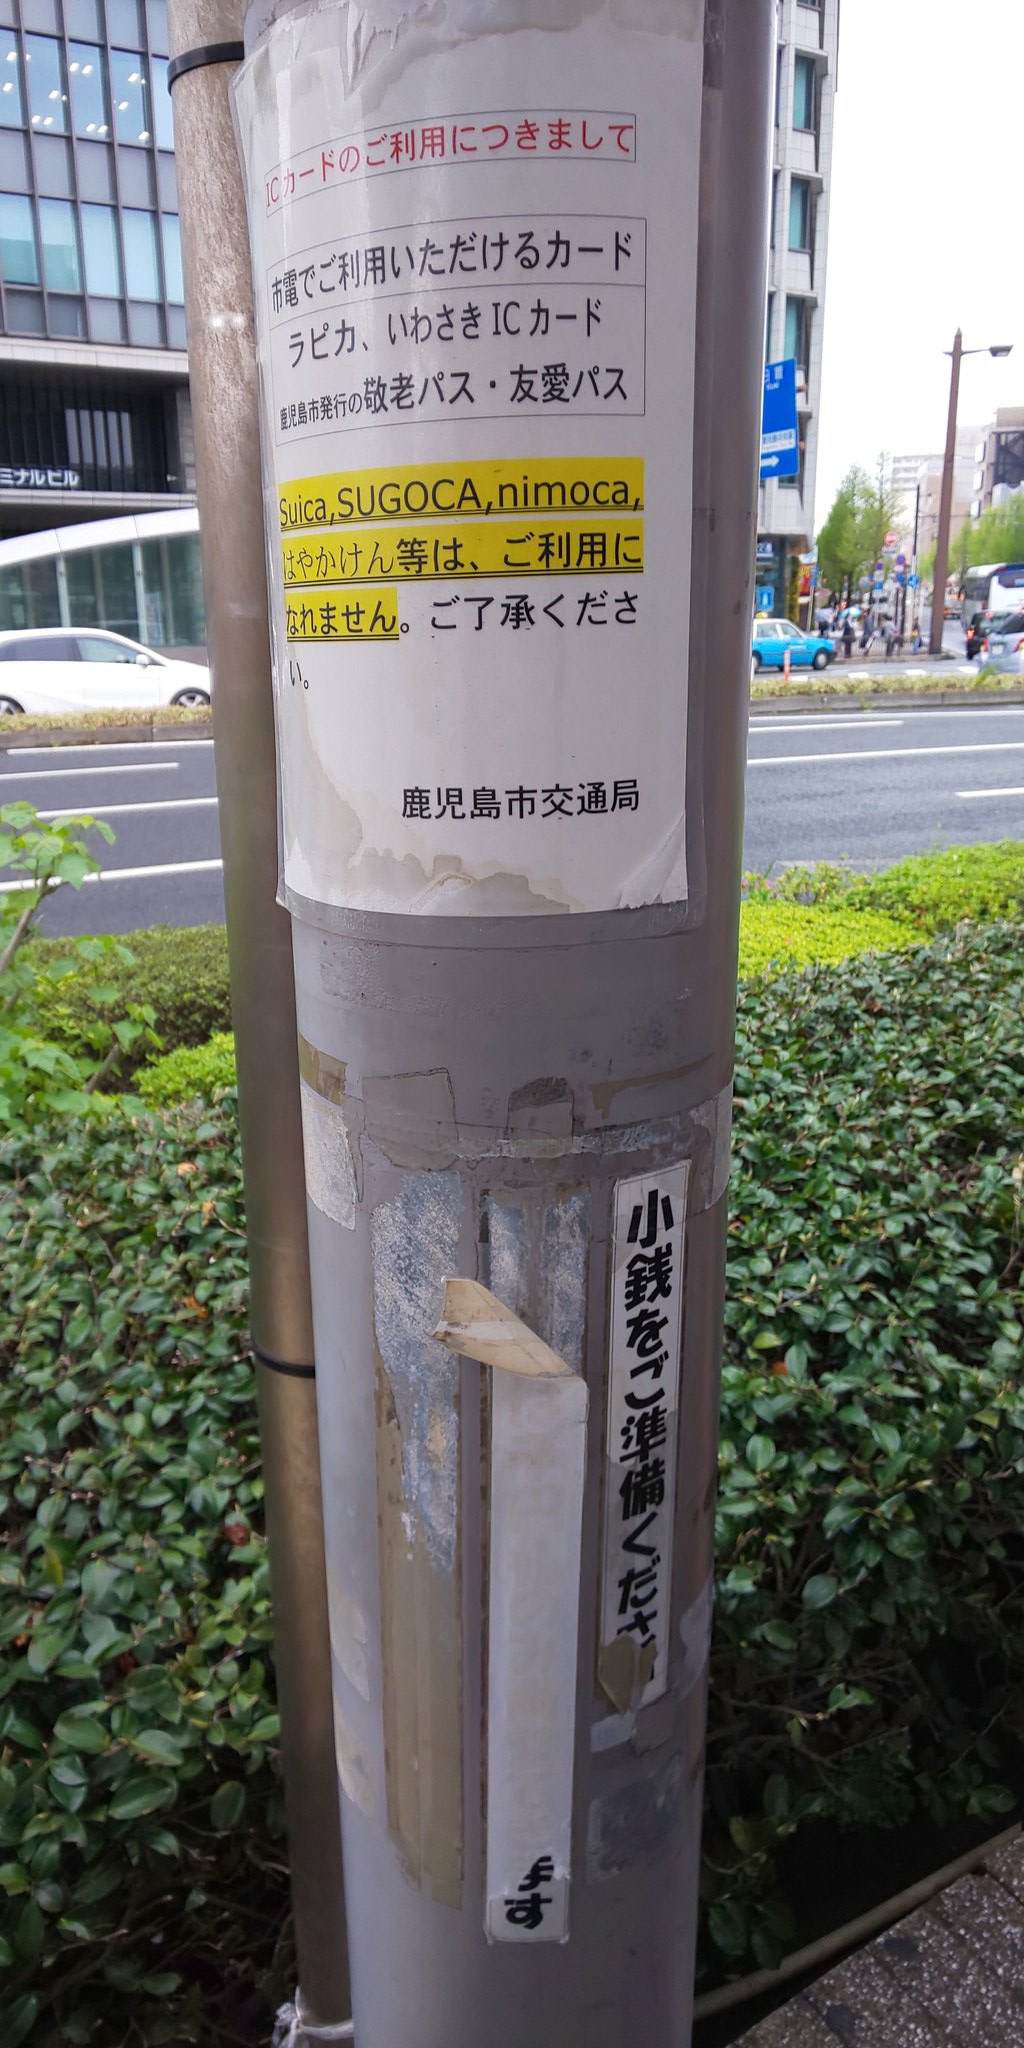 ICカードのご利用につきまして
市電でご利用いただけるカード
ラピカ、いわさきICカード
鹿児島市発行の敬老パス・友愛パス
Suica,SUGOCA,nimoca,
はやかけん等は、ご利用に
なれません。ご了承くださ
い。
鹿児島市交通局
小銭をご準備くださ
ます
ミナルビル